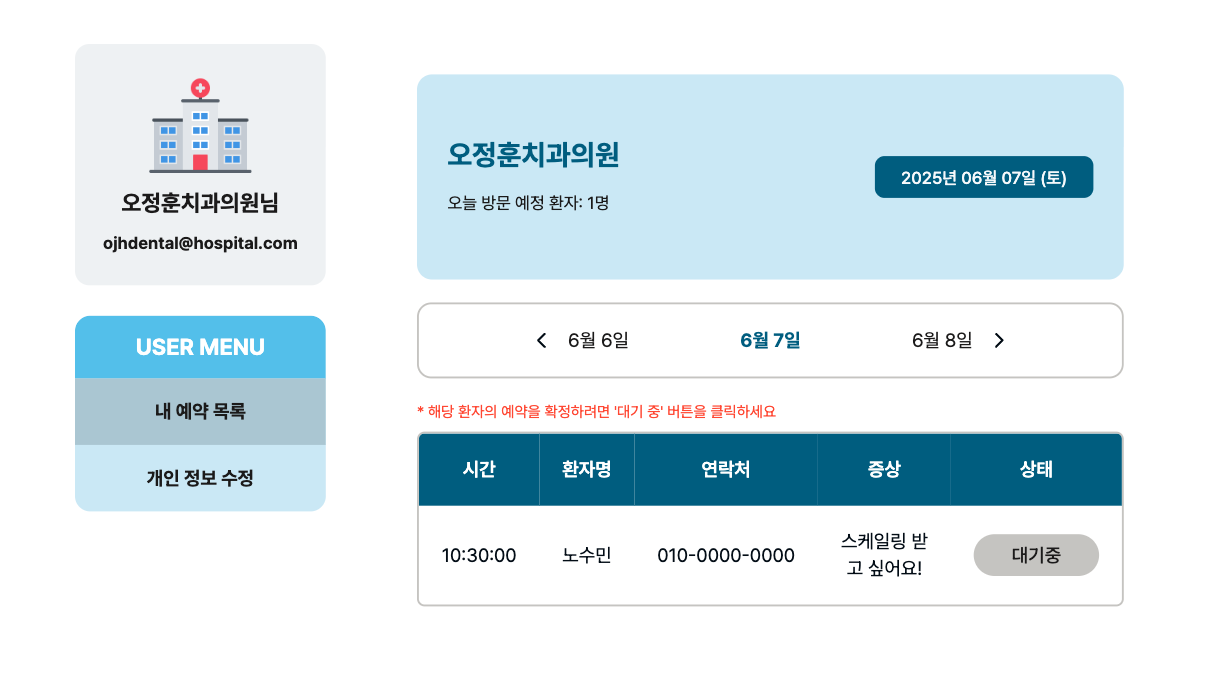 오정훈치과의원님
ojhdental@hospital.com
USER MENU
내 예약 목록
개인 정보 수정
오정훈치과의원
오늘 방문 예정 환자: 1명
2025년 06월 07일 (토)
6월 6일
6월 7일
6월 8일
* 해당 환자의 예약을 확정하려면 '대기 중' 버튼을 클릭하세요
시간 환자명 연락처 증상 상태
10:30:00 노수민 010-0000-0000 스케일링 받
고 싶어요! 대기중